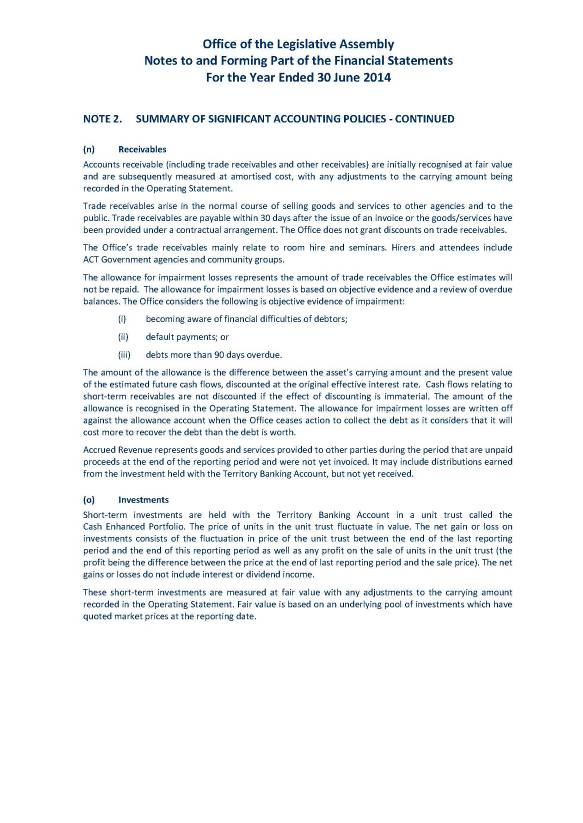 Office of the Legislative Assembly
Notes to and Forming Part of the Financial Statements
For the Year Ended 30 June 2014
NOTE 2. SUMMARY OF SIGNIFICANT ACCOUNTING POLICIES - CONTINUED
(n) Receivables
Accounts receivable (including trade receivables and other receivables) are initially recognised at fair value
and are subsequently measured at amortised cost, with any adjustments to the carrying amount being
recorded in the Operating Statement.
Trade receivables arise in the normal course of selling goods and services to other agencies and to the
public. Trade receivables are payable within 30 days after the issue of an invoice or the goods/services have
been provided under a contractual arrangement. The Office does not grant discounts on trade receivables.
The Office's trade receivables mainly relate to room hire and seminars. Hirers and attendees include
ACT Government agencies and community groups.
The allowance for impairment losses represents the amount of trade receivables the Office estimates will
not be repaid. The allowance for impairment losses is based on objective evidence and a review of overdue
balances. The Office considers the following is objective evidence of impairment:
(i) becoming aware of financial difficulties of debtors;
(ii) default payments; or
(iii) debts more than 90 days overdue.
The amount of the allowance is the difference between the asset's carrying amount and the present value
of the estimated future cash flows, discounted at the original effective interest rate. Cash flows relating to
short-term receivables are not discounted if the effect of discounting is immaterial. The amount of the
allowance is recognised in the Operating Statement. The allowance for impairment losses are written off
against the allowance account when the Office ceases action to collect the debt as it considers that it will
cost more to recover the debt than the debt is worth.
Accrued Revenue represents goods and services provided to other parties during the period that are unpaid
proceeds at the end of the reporting period and were not yet invoiced. It may include distributions earned
from the investment held with the Territory Banking Account, but not yet received.
(o) Investments
Short-term investments are held with the Territory Banking Account in a unit trust called the
Cash Enhanced Portfolio. The price of units in the unit trust fluctuate in value. The net gain or loss on
investments consists of the fluctuation in price of the unit trust between the end of the last reporting
period and the end of this reporting period as well as any profit on the sale of units in the unit trust (the
profit being the difference between the price at the end of last reporting period and the sale price). The net
gains or losses do not include interest or dividend income.
These short-term investments are measured at fair value with any adjustments to the carrying amount
recorded in the Operating Statement. Fair value is based on an underlying pool of investments which have
quoted market prices at the reporting date.